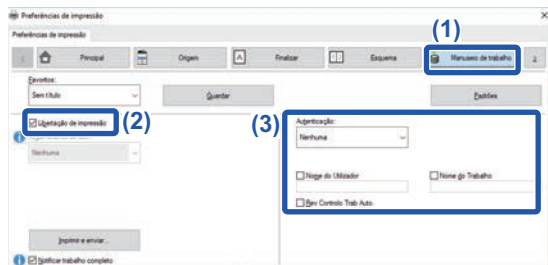 Preferências de impressão
Preferências de impressão
(1)
Principal Origem Finalizar Esquema Manuseio de trabalho
Favoritos:
Sem título Guardar Padrões
Libertação de impressão (2) (3) Autenticação:
Nenhuma Nenhuma
Nome do Utilizador Nome do Trabalho
Rev Controlo Trab Auto
Imprimir e enviar...
Notificar trabalho completo